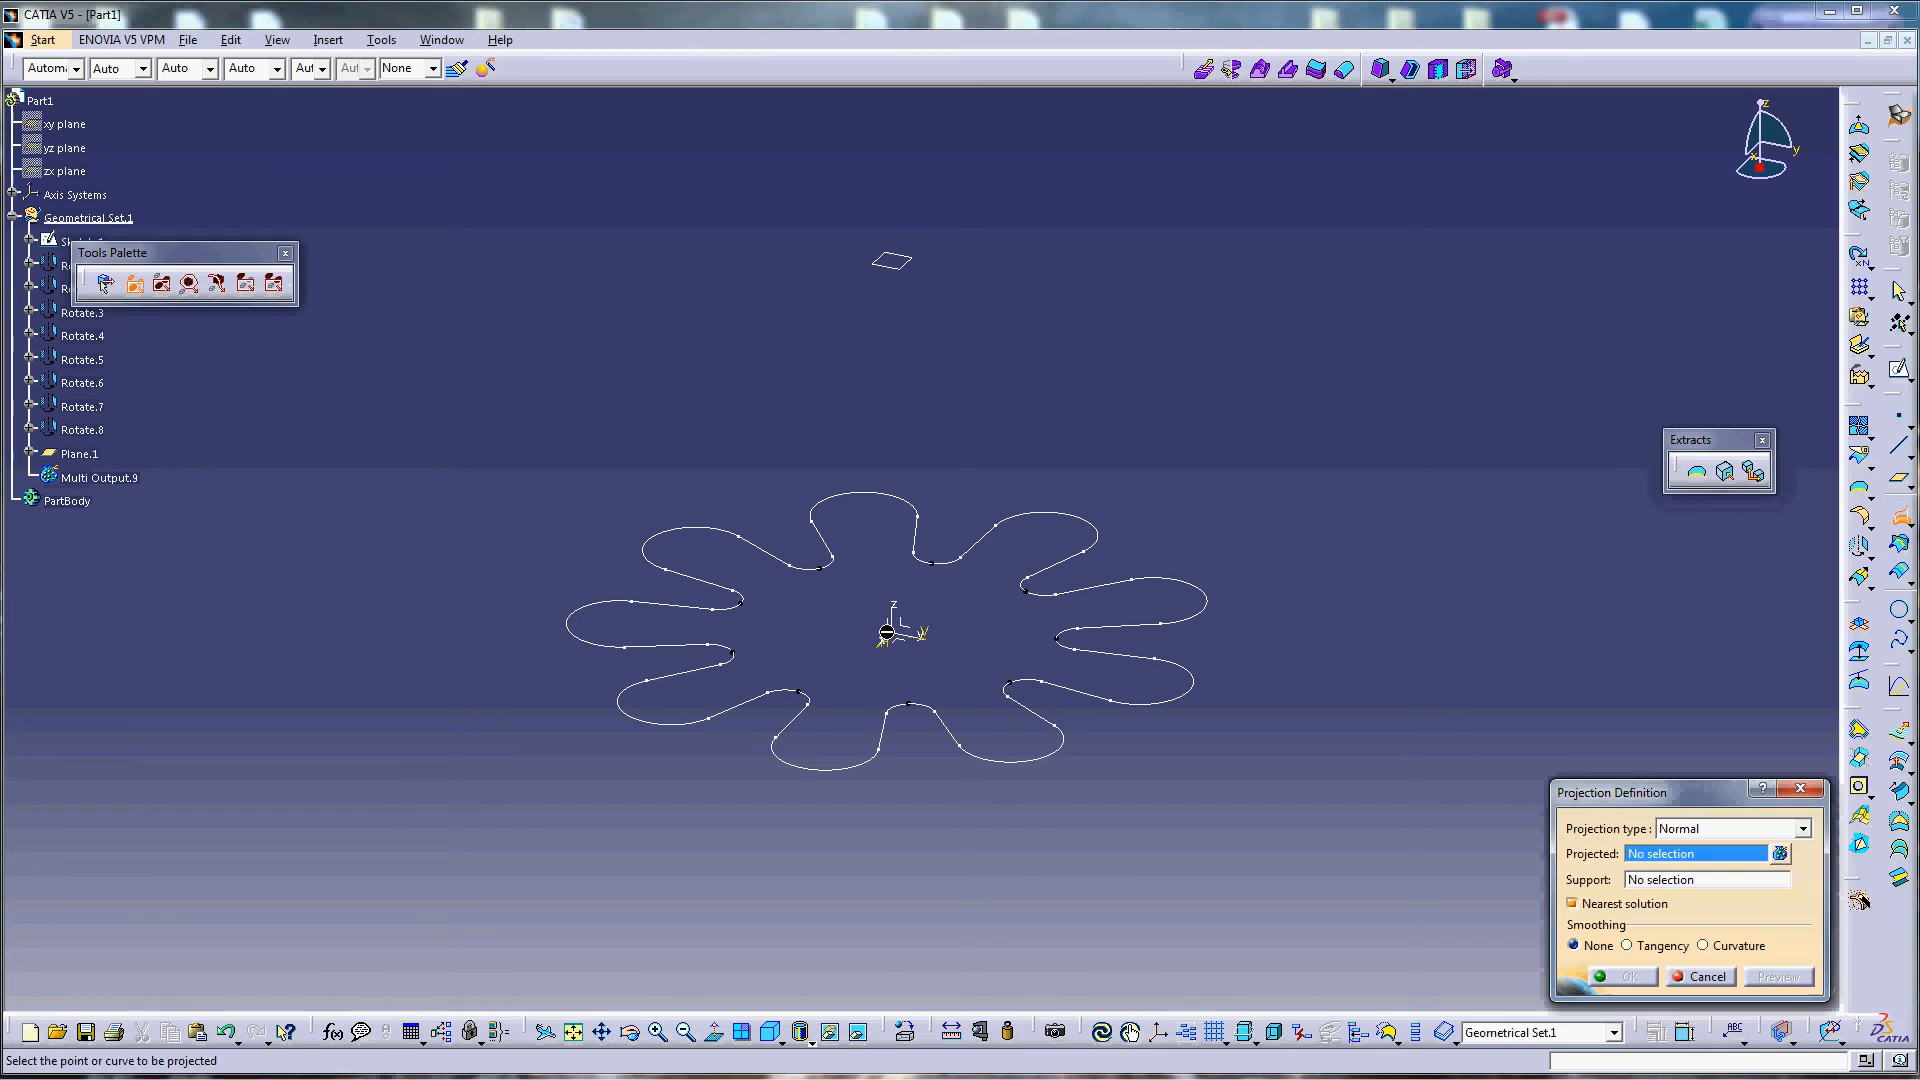 CATIA V5 - [Part1]
Start ENOVIA V5 VPM File Edit View Insert Tools Window Help
Auto Auto Auto None
Part1
xy plane
yz plane
zx plane
Axis Systems
Geometrical Set.1
Tools Palette
Rotate.3
Rotate.4
Rotate.5
Rotate.6
Rotate.7
Rotate.8
Plane.1
Multi Output.9
PartBody
z
y
x
z
y
Extracts
Projection Definition
?
Projection type : Normal
Projected: No selection
Support: No selection
Nearest solution
Smoothing
None Tangency Curvature
OK Cancel Preview
f(x)
Geometrical Set.1
ABC
CATIA
Select the point or curve to be projected